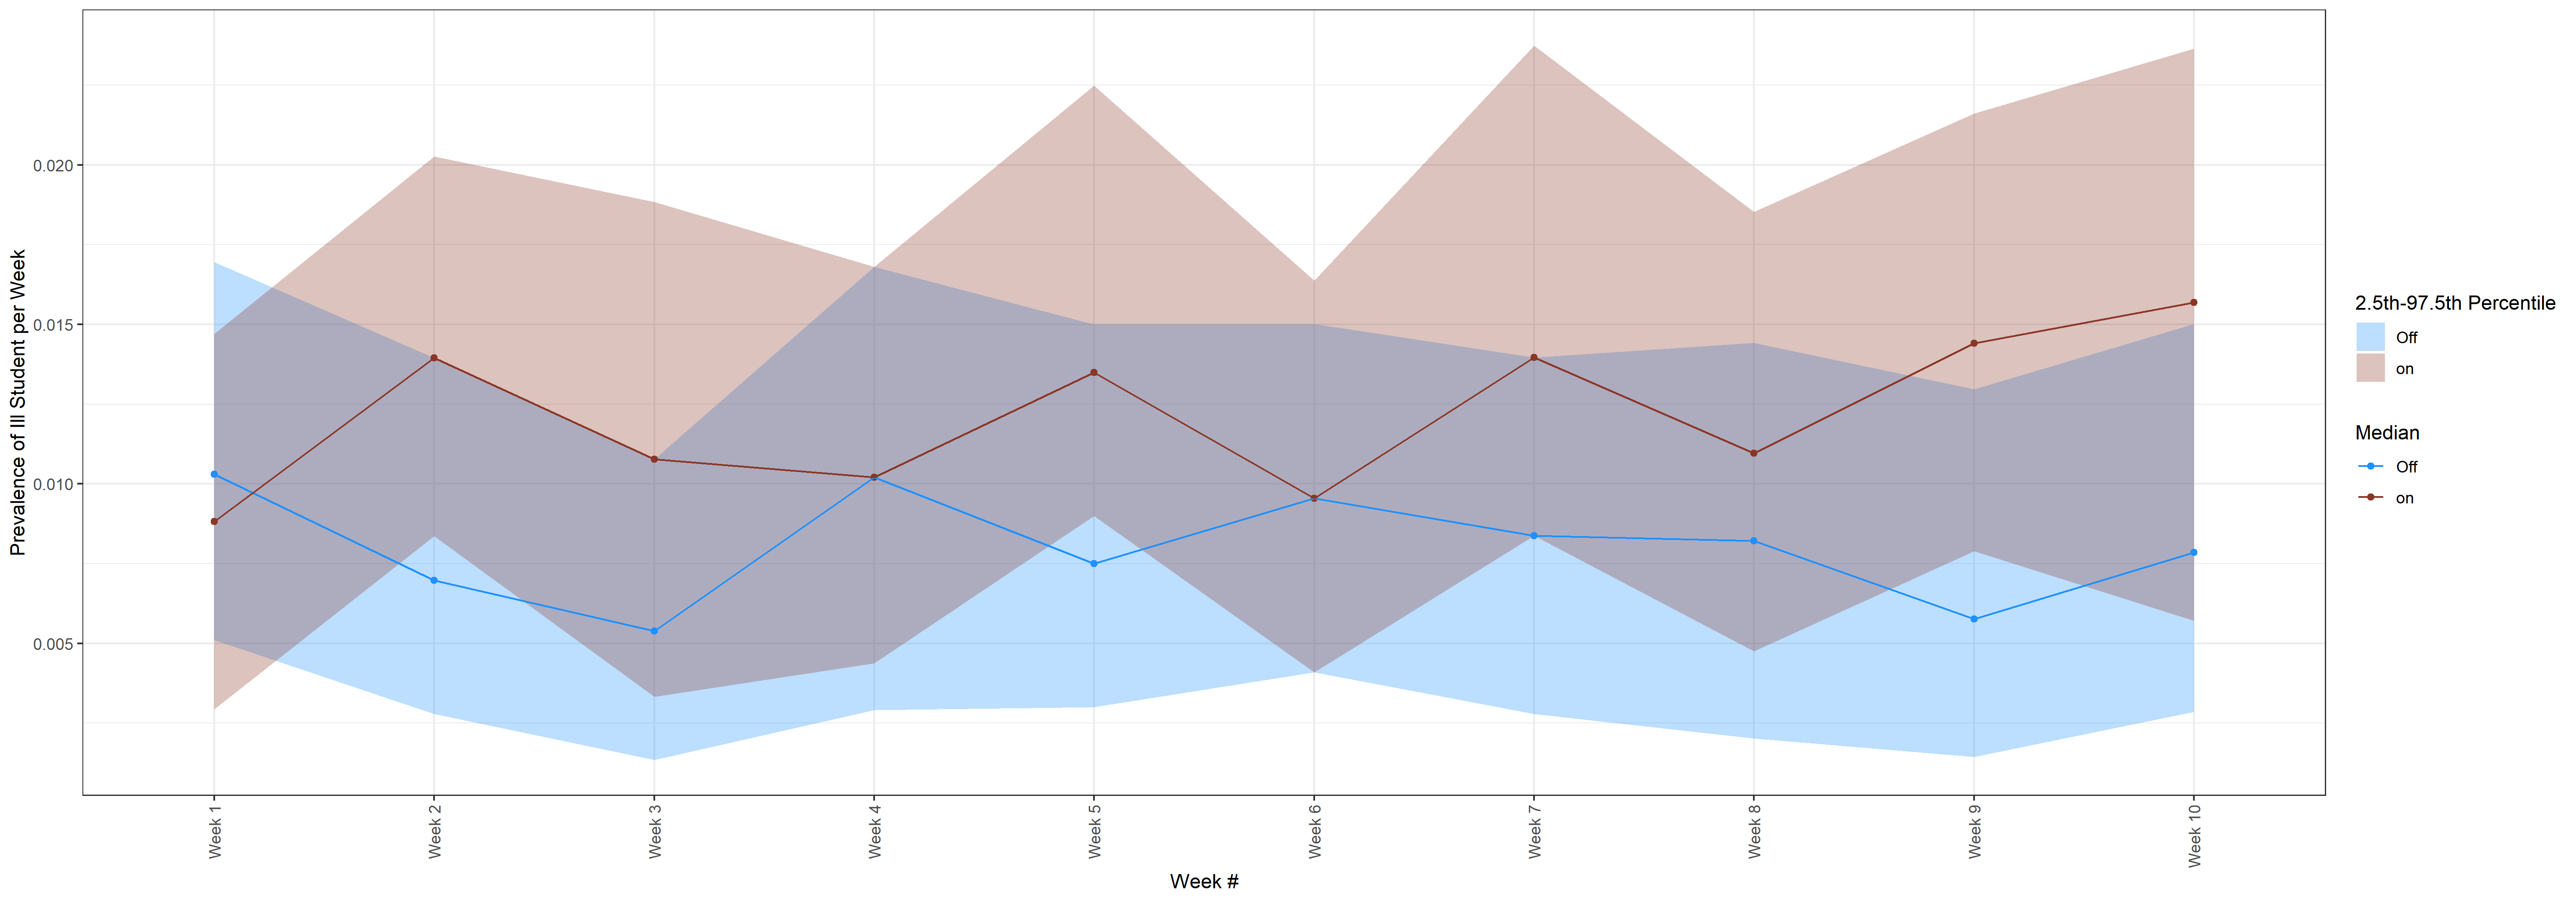 Prevalence of Ill Student per Week
0.020
0.015
0.010
0.005
Week 1
Week 2
Week 3
Week 4
Week 5
Week 6
Week 7
Week 8
Week 9
Week 10
Week #
2.5th-97.5th Percentile
Off
on
Median
Off
on